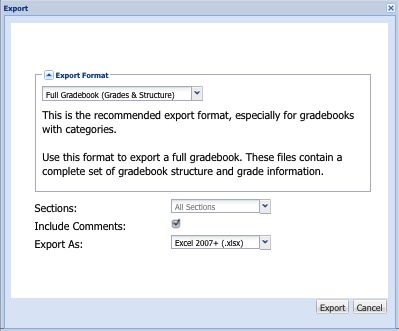 Export
Export Format
Full Gradebook (Grades & Structure)
This is the recommended export format, especially for gradebooks
with categories.
Use this format to export a full gradebook. These files contain a
complete set of gradebook structure and grade information.
Sections: All Sections
Include Comments:
Export As: Excel 2007+ (.xlsx)
Export Cancel